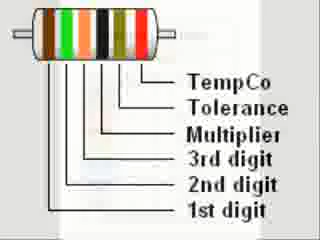 TempCo
Tolerance
Multiplier
3rd digit
2nd digit
1st digit